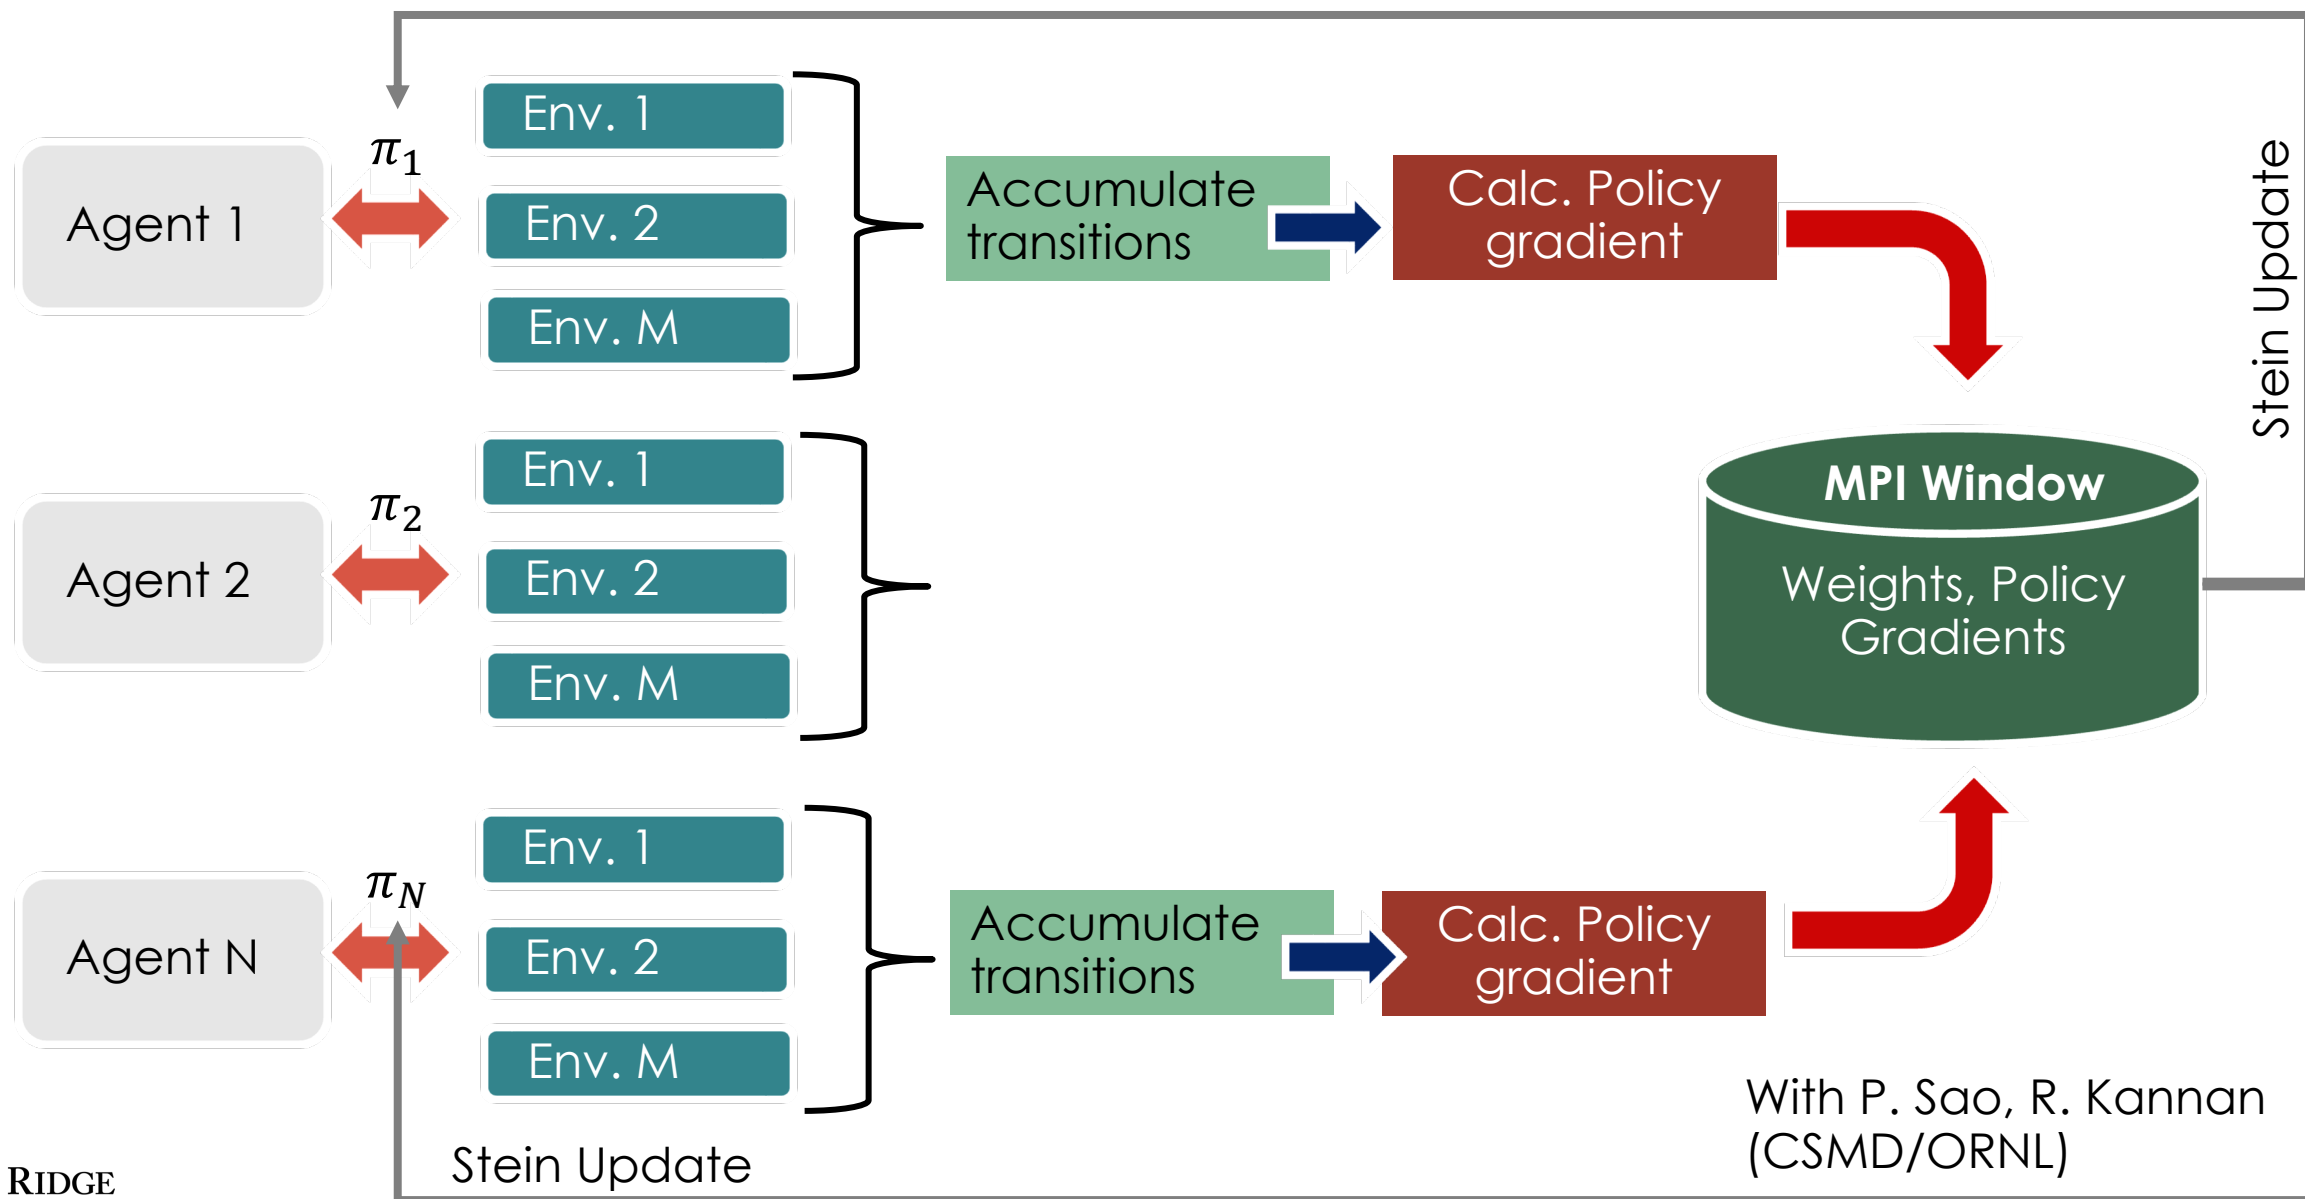 π₁
Agent 1
Env. 1
Env. 2
Env. M
Accumulate
transitions
Calc. Policy
gradient
Stein Update
π₂
Agent 2
Env. 1
Env. 2
Env. M
MPI Window
Weights, Policy
Gradients
π_N
Agent N
Env. 1
Env. 2
Env. M
Accumulate
transitions
Calc. Policy
gradient
With P. Sao, R. Kannan
(CSMD/ORNL)
Stein Update
RIDGE